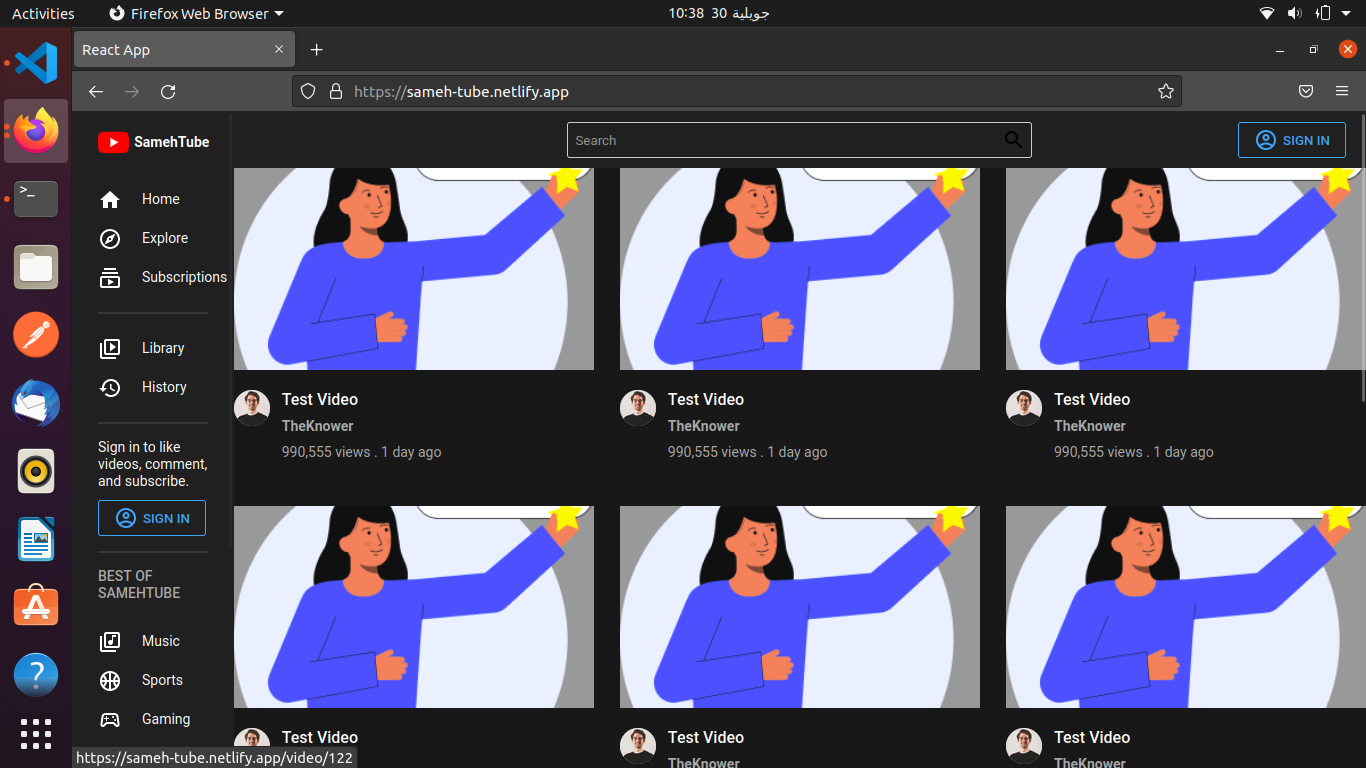 Activities
Firefox Web Browser
10:38 30 جويلية
React App
https://sameh-tube.netlify.app
SamehTube
Search
SIGN IN
Home
Explore
Subscriptions
Library
History
Sign in to like
videos, comment,
and subscribe.
SIGN IN
BEST OF
SAMEHTUBE
Music
Sports
Gaming
Test Video
TheKnower
990,555 views . 1 day ago
Test Video
TheKnower
990,555 views . 1 day ago
Test Video
TheKnower
990,555 views . 1 day ago
Test Video
Test Video
TheKnower
Test Video
TheKnower
https://sameh-tube.netlify.app/video/122